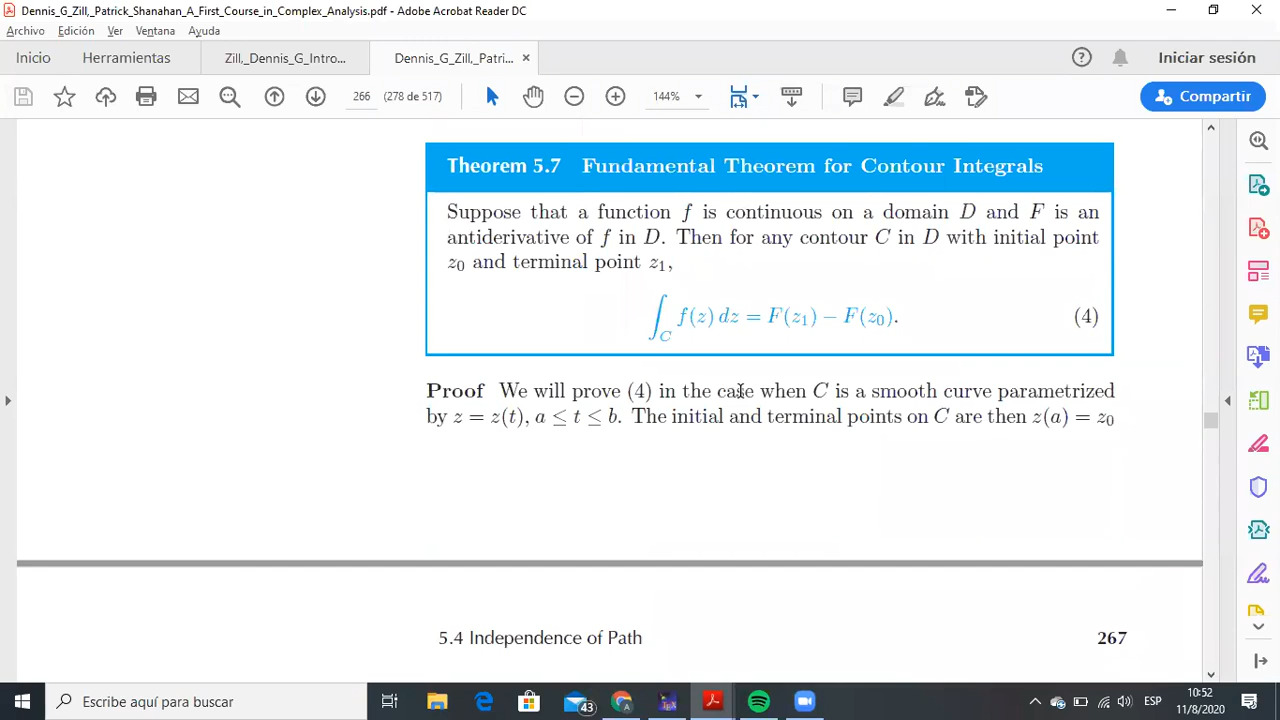 Dennis_G_Zill,_Patrick_Shanahan_A_First_Course_in_Complex_Analysis.pdf - Adobe Acrobat Reader DC
Archivo Edición Ver Ventana Ayuda
Inicio Herramientas Zill,_Dennis_G_Intro... Dennis_G_Zill,_Patri... × Iniciar sesión
266 (278 de 517) 144% Compartir
Theorem 5.7 Fundamental Theorem for Contour Integrals
Suppose that a function f is continuous on a domain D and F is an
antiderivative of f in D. Then for any contour C in D with initial point
z₀ and terminal point z₁,
∫_C f(z) dz = F(z₁) − F(z₀). (4)
Proof We will prove (4) in the case when C is a smooth curve parametrized
by z = z(t), a ≤ t ≤ b. The initial and terminal points on C are then z(a) = z₀
5.4 Independence of Path 267
Escribe aquí para buscar 43 ESP 10:52
11/8/2020